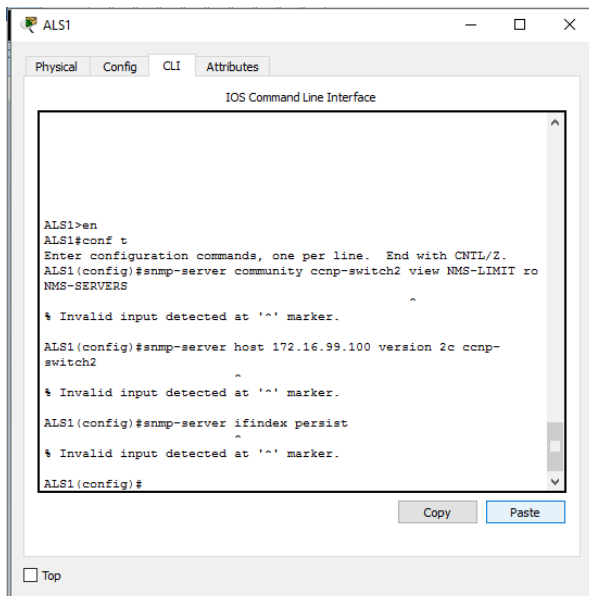 ALS1
Physical Config CLI Attributes
IOS Command Line Interface
ALS1>en
ALS1#conf t
Enter configuration commands, one per line. End with CNTL/Z.
ALS1(config)#snmp-server community ccnp-switch2 view NMS-LIMIT ro
NMS-SERVERS
^
% Invalid input detected at '^' marker.
ALS1(config)#snmp-server host 172.16.99.100 version 2c ccnp-
switch2
^
% Invalid input detected at '^' marker.
ALS1(config)#snmp-server ifindex persist
^
% Invalid input detected at '^' marker.
ALS1(config)#
Copy Paste
Top